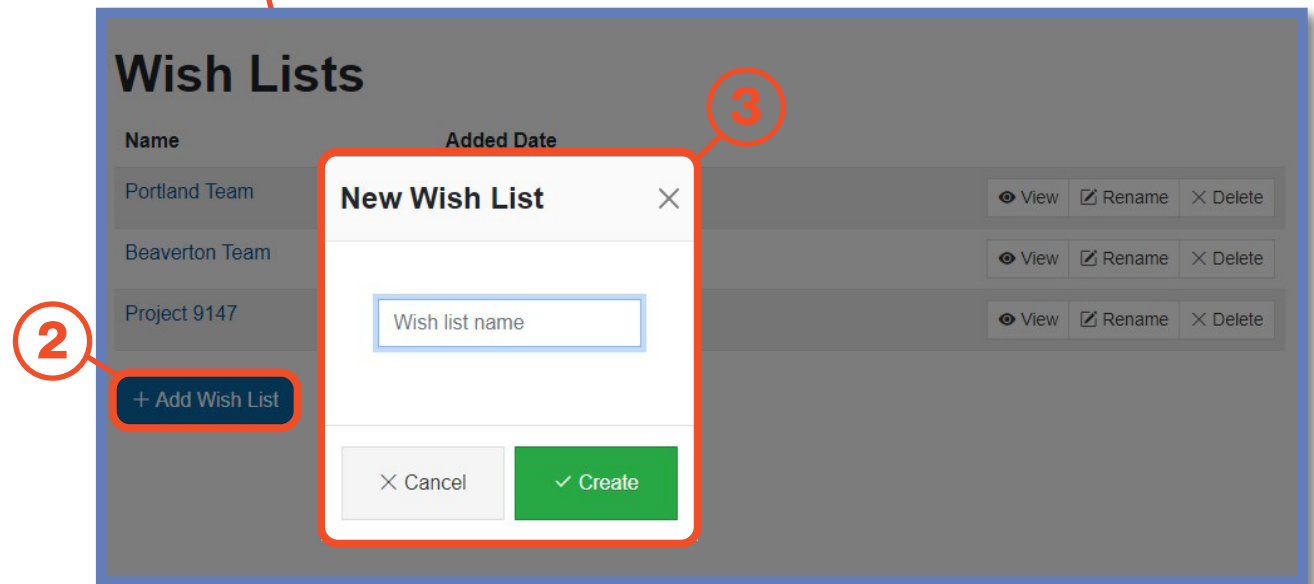 Wish Lists
3
Name Added Date
Portland Team View Rename Delete
New Wish List
Beaverton Team View Rename Delete
Project 9147 View Rename Delete
Wish list name
2
+ Add Wish List
Cancel Create